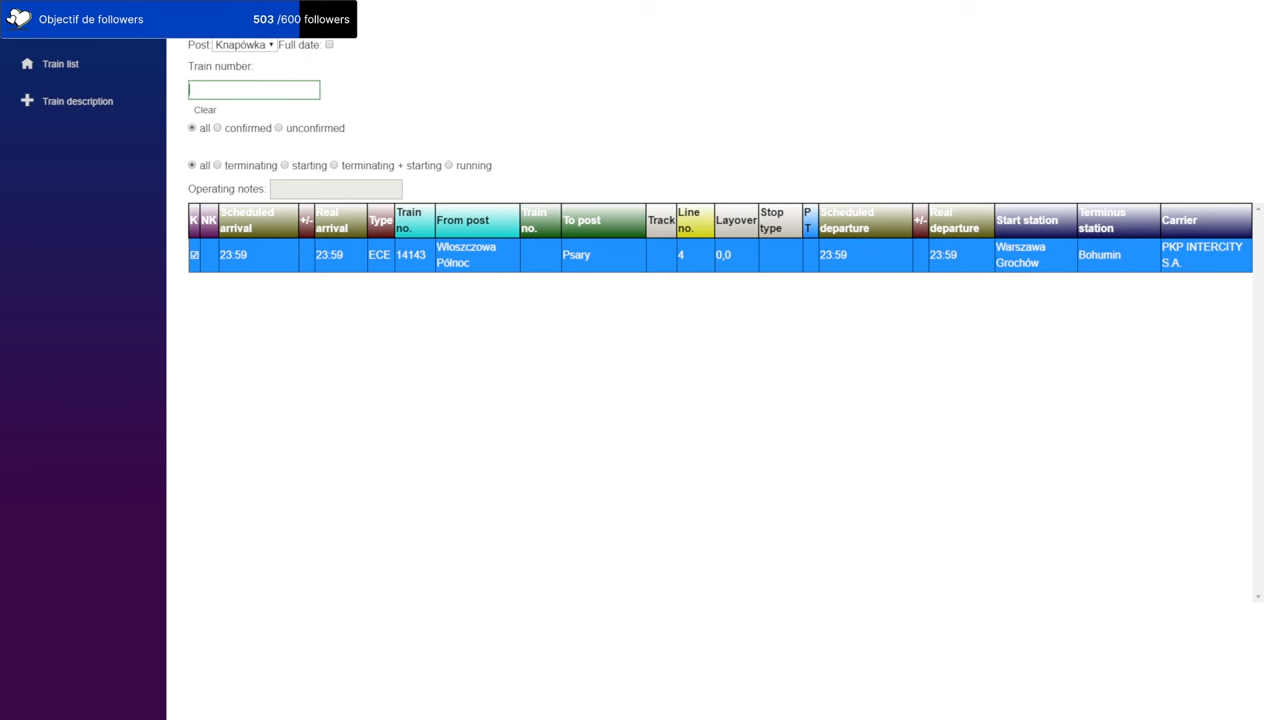 Objectif de followers 503 /600 followers
Post: Knapówka Full date:
Train list
Train number:
Train description
Clear
all confirmed unconfirmed
all terminating starting terminating + starting running
Operating notes:
K NK Scheduled arrival +/- Real arrival Type Train no. From post Train no. To post Track Line no. Layover Stop type P T Scheduled departure +/- Real departure Start station Terminus station Carrier
23:59 23:59 ECE 14143 Włoszczowa Północ Psary 4 0,0 23:59 23:59 Warszawa Grochów Bohumin PKP INTERCITY S.A.